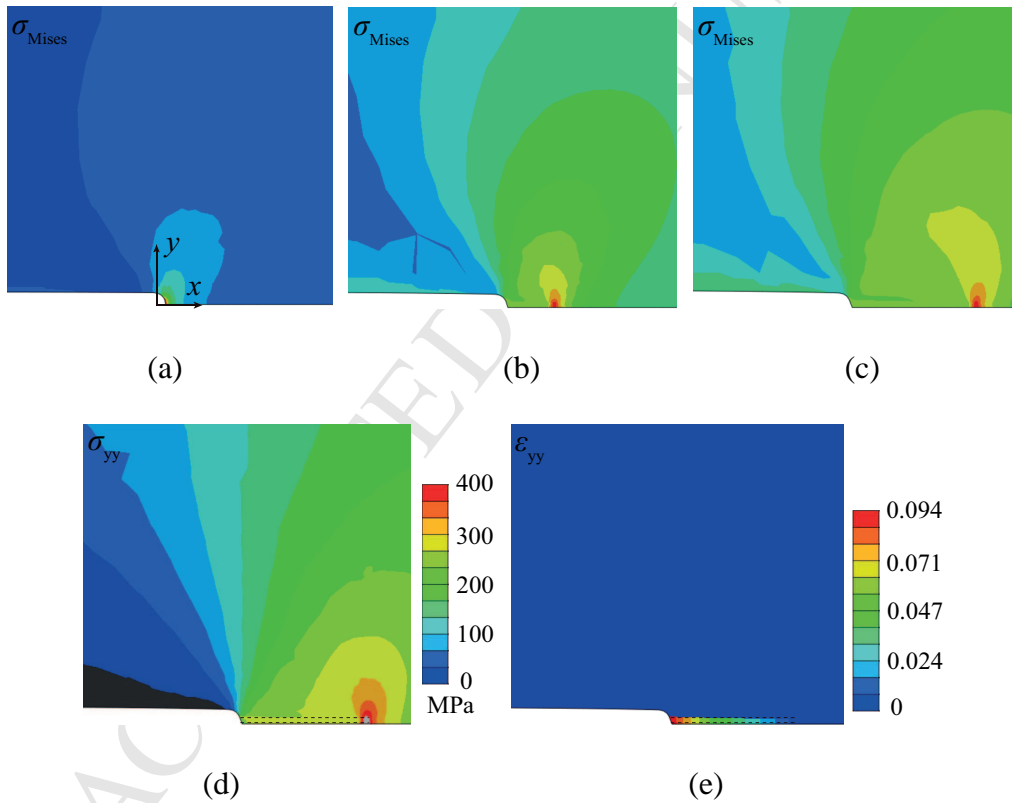 σMises
σMises
σMises
y
x
(a)
(b)
(c)
σyy
400
300
200
100
0
MPa
εyy
0.094
0.071
0.047
0.024
0
(d)
(e)